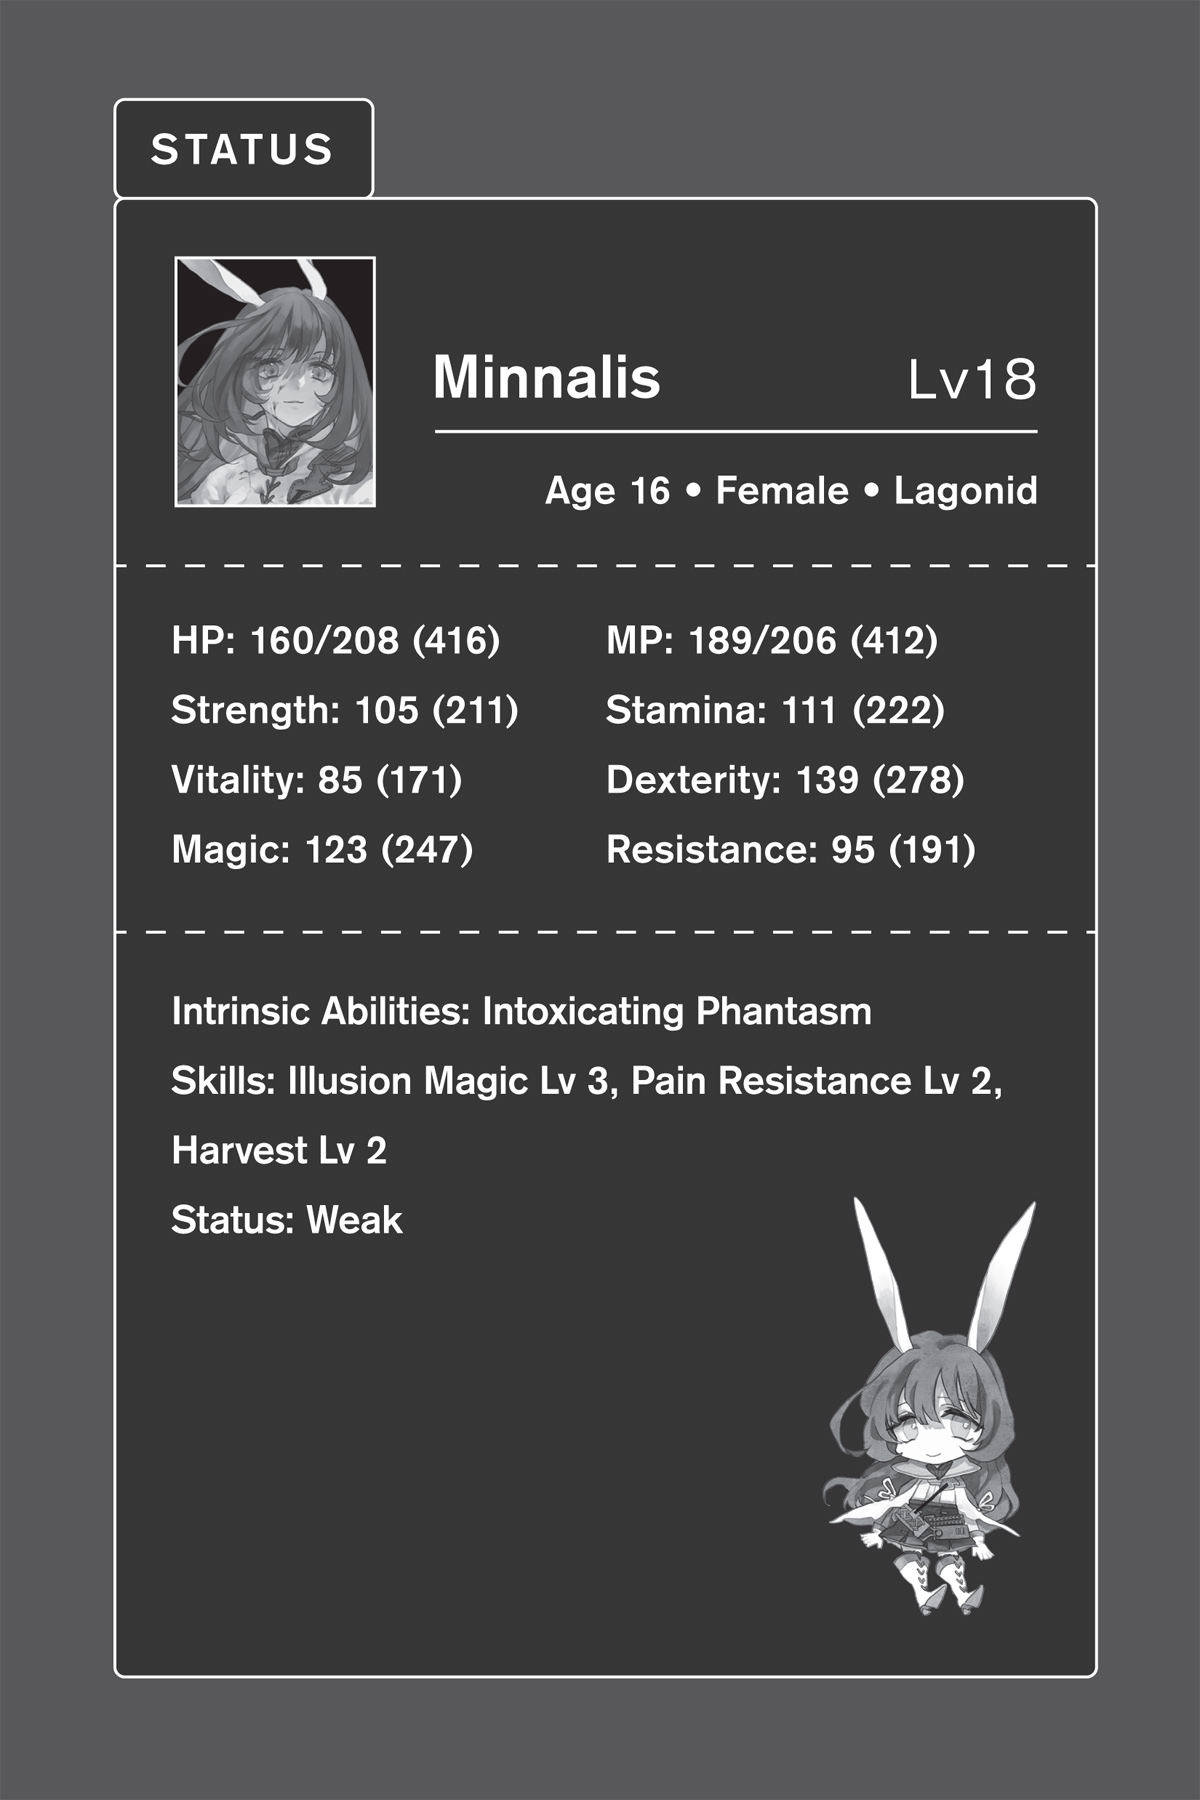 STATUS
Minnalis Lv18
Age 16 • Female • Lagonid
HP: 160/208 (416) MP: 189/206 (412)
Strength: 105 (211) Stamina: 111 (222)
Vitality: 85 (171) Dexterity: 139 (278)
Magic: 123 (247) Resistance: 95 (191)
Intrinsic Abilities: Intoxicating Phantasm
Skills: Illusion Magic Lv 3, Pain Resistance Lv 2,
Harvest Lv 2
Status: Weak